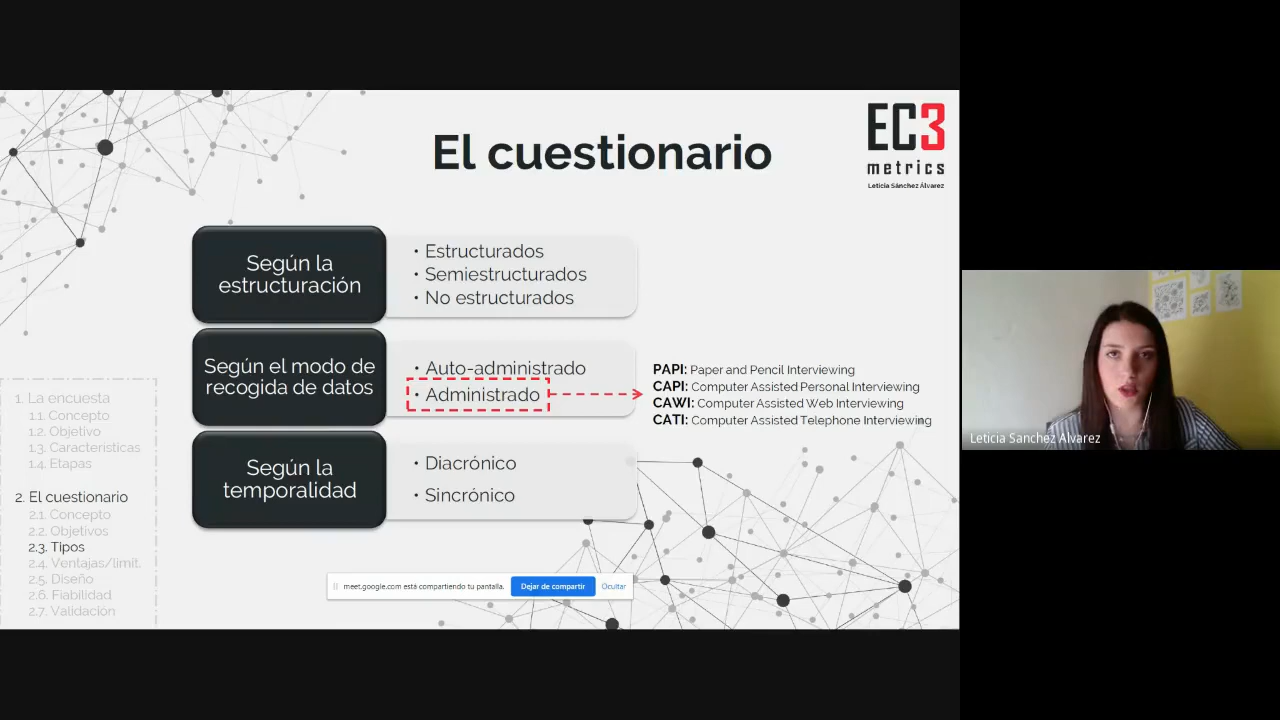 El cuestionario
EC3
metrics
Leticia Sánchez Álvarez
Según la
estructuración
• Estructurados
• Semiestructurados
• No estructurados
Según el modo de
recogida de datos
• Auto-administrado
• Administrado
PAPI: Paper and Pencil Interviewing
CAPI: Computer Assisted Personal Interviewing
CAWI: Computer Assisted Web Interviewing
CATI: Computer Assisted Telephone Interviewing
Según la
temporalidad
• Diacrónico
• Sincrónico
1. La encuesta
1.1. Concepto
1.2. Objetivo
1.3. Características
1.4. Etapas
2. El cuestionario
2.1. Concepto
2.2. Objetivos
2.3. Tipos
2.4. Ventajas/limit.
2.5. Diseño
2.6. Fiabilidad
2.7. Validación
meet.google.com está compartiendo tu pantalla.
Dejar de compartir
Ocultar
Leticia Sanchez Alvarez